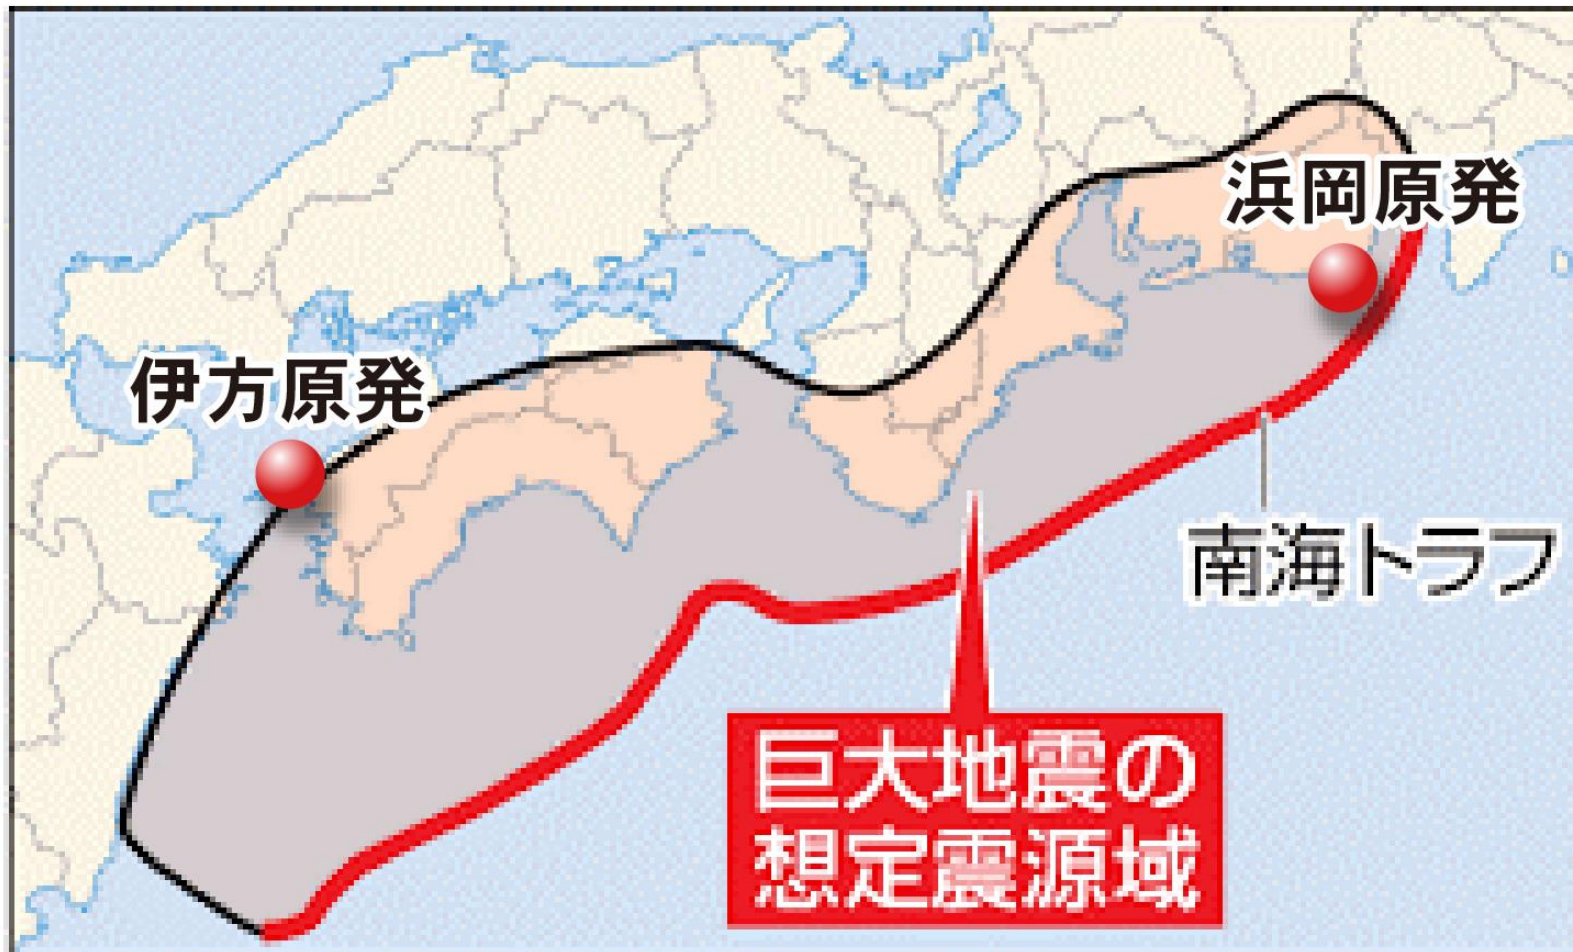 浜岡原発
伊方原発
南海トラフ
巨大地震の
想定震源域